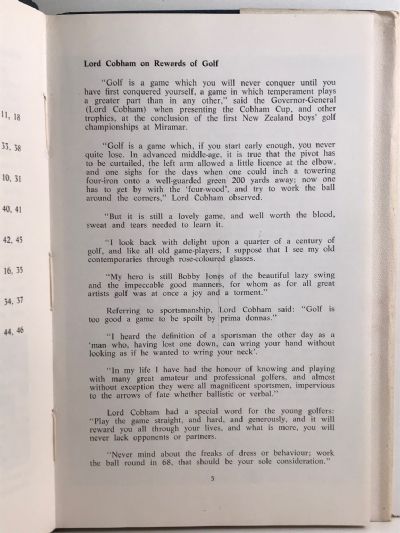 11, 18
33, 38
10, 31
40, 41
42, 45
16, 35
34, 37
44, 46
Lord Cobham on Rewards of Golf
"Golf is a game which you will never conquer until you
have first conquered yourself, a game in which temperament plays
a greater part than in any other," said the Governor-General
(Lord Cobham) when presenting the Cobham Cup, and other
trophies, at the conclusion of the first New Zealand boys' golf
championships at Miramar.
"Golf is a game which, if you start early enough, you never
quite lose. In advanced middle-age, it is true that the pivot has
to be curtailed, the left arm allowed a little licence at the elbow,
and one sighs for the days when one could inch a towering
four-iron onto a well-guarded green 200 yards away; now one
has to get by with the 'four-wood', and try to work the ball
around the corners," Lord Cobham observed.
"But it is still a lovely game, and well worth the blood,
sweat and tears needed to learn it.
"I look back with delight upon a quarter of a century of
golf, and like all old game-players, I suppose that I see my old
contemporaries through rose-coloured glasses.
"My hero is still Bobby Jones of the beautiful lazy swing
and the impeccable good manners, for whom as for all great
artists golf was at once a joy and a torment."
Referring to sportsmanship, Lord Cobham said: "Golf is
too good a game to be spoilt by prima donnas."
"I heard the definition of a sportsman the other day as a
'man who, having lost one down, can wring your hand without
looking as if he wanted to wring your neck'.
"In my life I have had the honour of knowing and playing
with many great amateur and professional golfers, and almost
without exception they were all magnificent sportsmen, impervious
to the arrows of fate whether ballistic or verbal."
Lord Cobham had a special word for the young golfers:
"Play the game straight, and hard, and generously, and it will
reward you all through your lives, and what is more, you will
never lack opponents or partners.
"Never mind about the freaks of dress or behaviour; work
the ball round in 68, that should be your sole consideration."
5